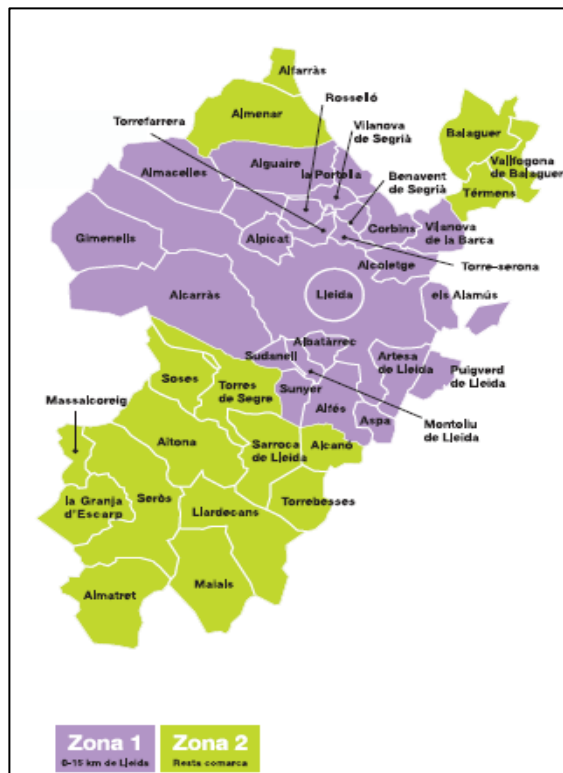 Alfarràs
Rosselló
Almenar
Torrefarrera
Vilanova
de Segrià
Balaguer
Vallfogona
de Balaguer
Alguaire
la Portella
Almacelles
Benavent
de Segrià
Térmens
Gimenells
Alpicat
Corbins
Vilanova
de la Barca
Torre-serona
Alcoletge
Alcarràs
Lleida
els Alamús
Albatàrrec
Sudanell
Artesa
de Lleida
Puigverd
de Lleida
Soses
Torres
de Segre
Sunyer
Alfés
Aspa
Montoliu
de Lleida
Massalcoreig
Aitona
Sarroca
de Lleida
Alcanó
la Granja
d'Escarp
Seròs
Llardecans
Torrebesses
Almatret
Maials
Zona 1
0-15 km de Lleida
Zona 2
Resta comarca